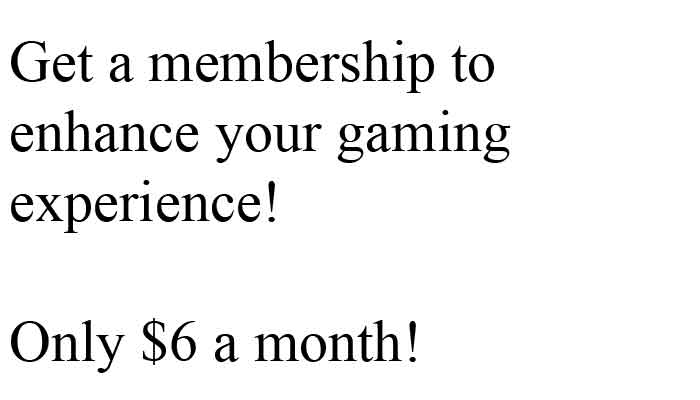 Get a membership to
enhance your gaming
experience!
Only $6 a month!